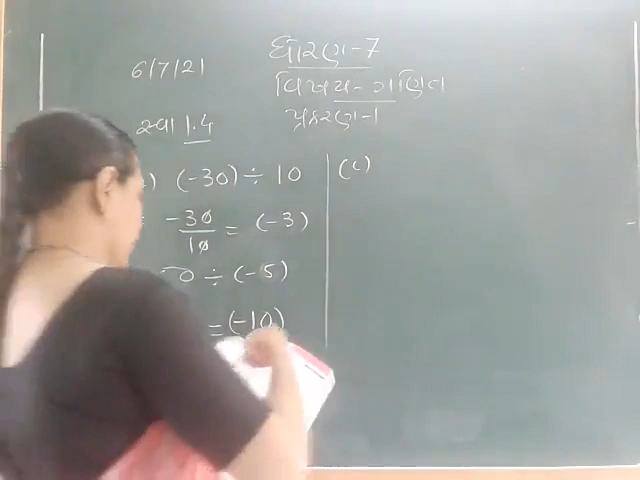 6/7/21
ધોરણ-7
વિષય-ગણિત
પ્રકરણ-1
સ્વા 1.4
) (-30) ÷ 10
-30/10 = (-3)
0 ÷ (-5)
= (-10)
(c)